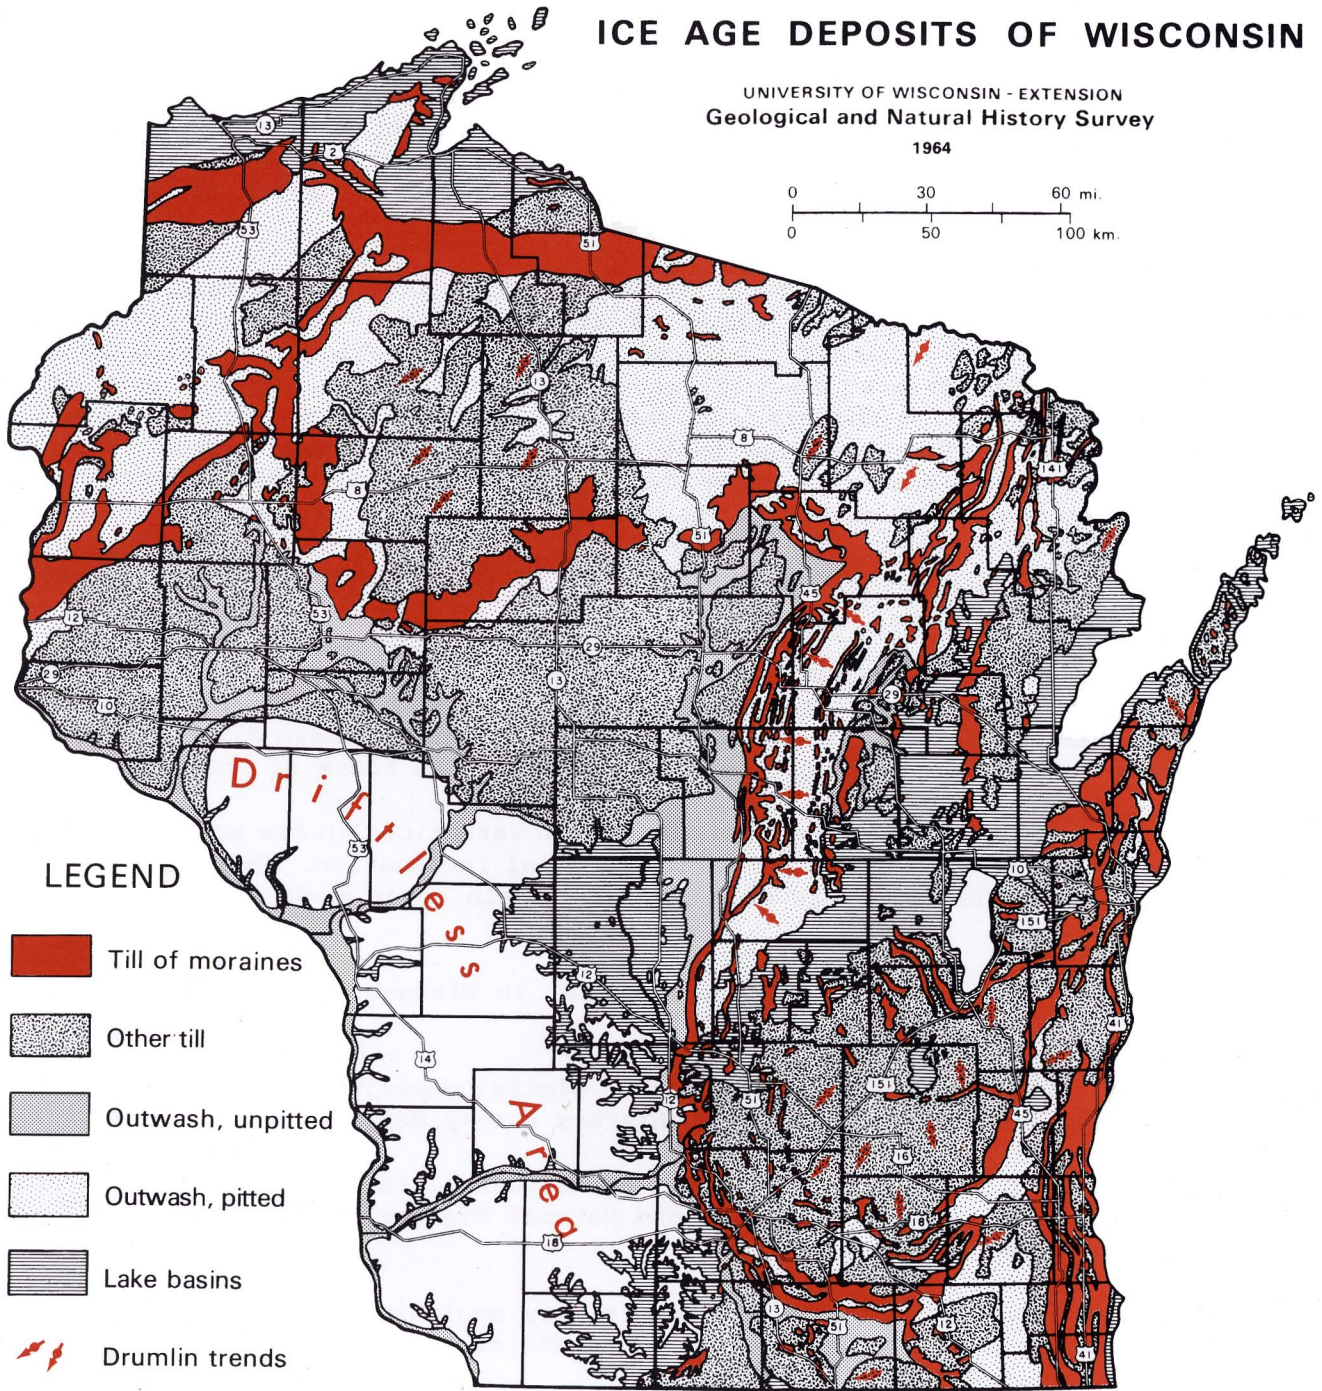 ICE AGE DEPOSITS OF WISCONSIN
UNIVERSITY OF WISCONSIN - EXTENSION
Geological and Natural History Survey
1964
0 30 60 mi.
0 50 100 km.
13
2
53
51
13
8
8
141
51
45
53
12
29
29
10
13
29
Driftless
53
10
151
12
LEGEND
Till of moraines
Other till
Outwash, unpitted
Outwash, pitted
Lake basins
Drumlin trends
14
41
151
12
51
45
Area
16
18
18
13
51
12
41